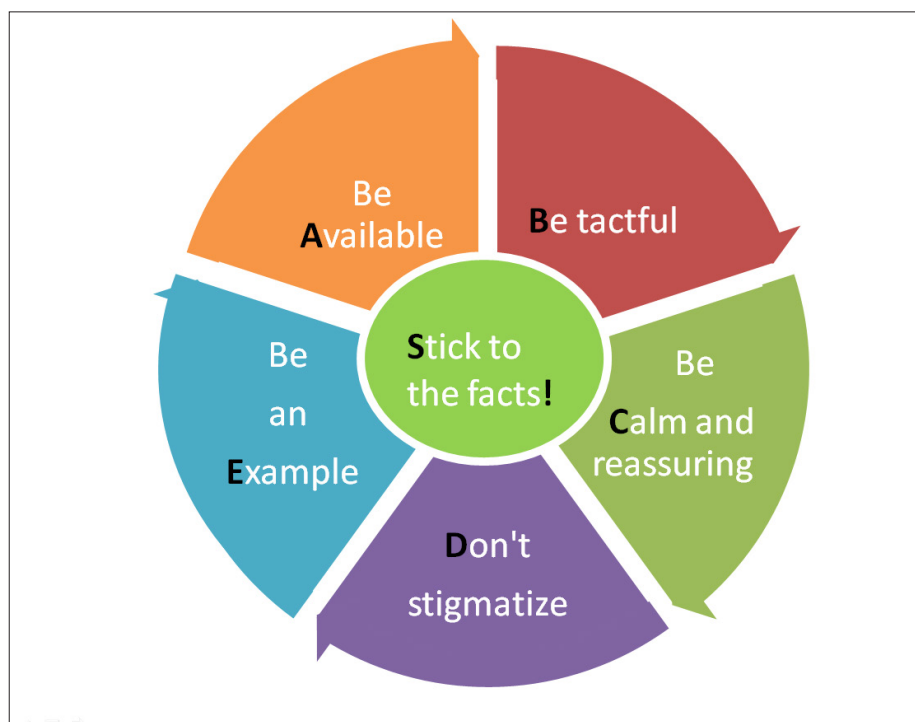 Be
Available
Be tactful
Be
Calm and
reassuring
Don't
stigmatize
Be
an
Example
Stick to
the facts!